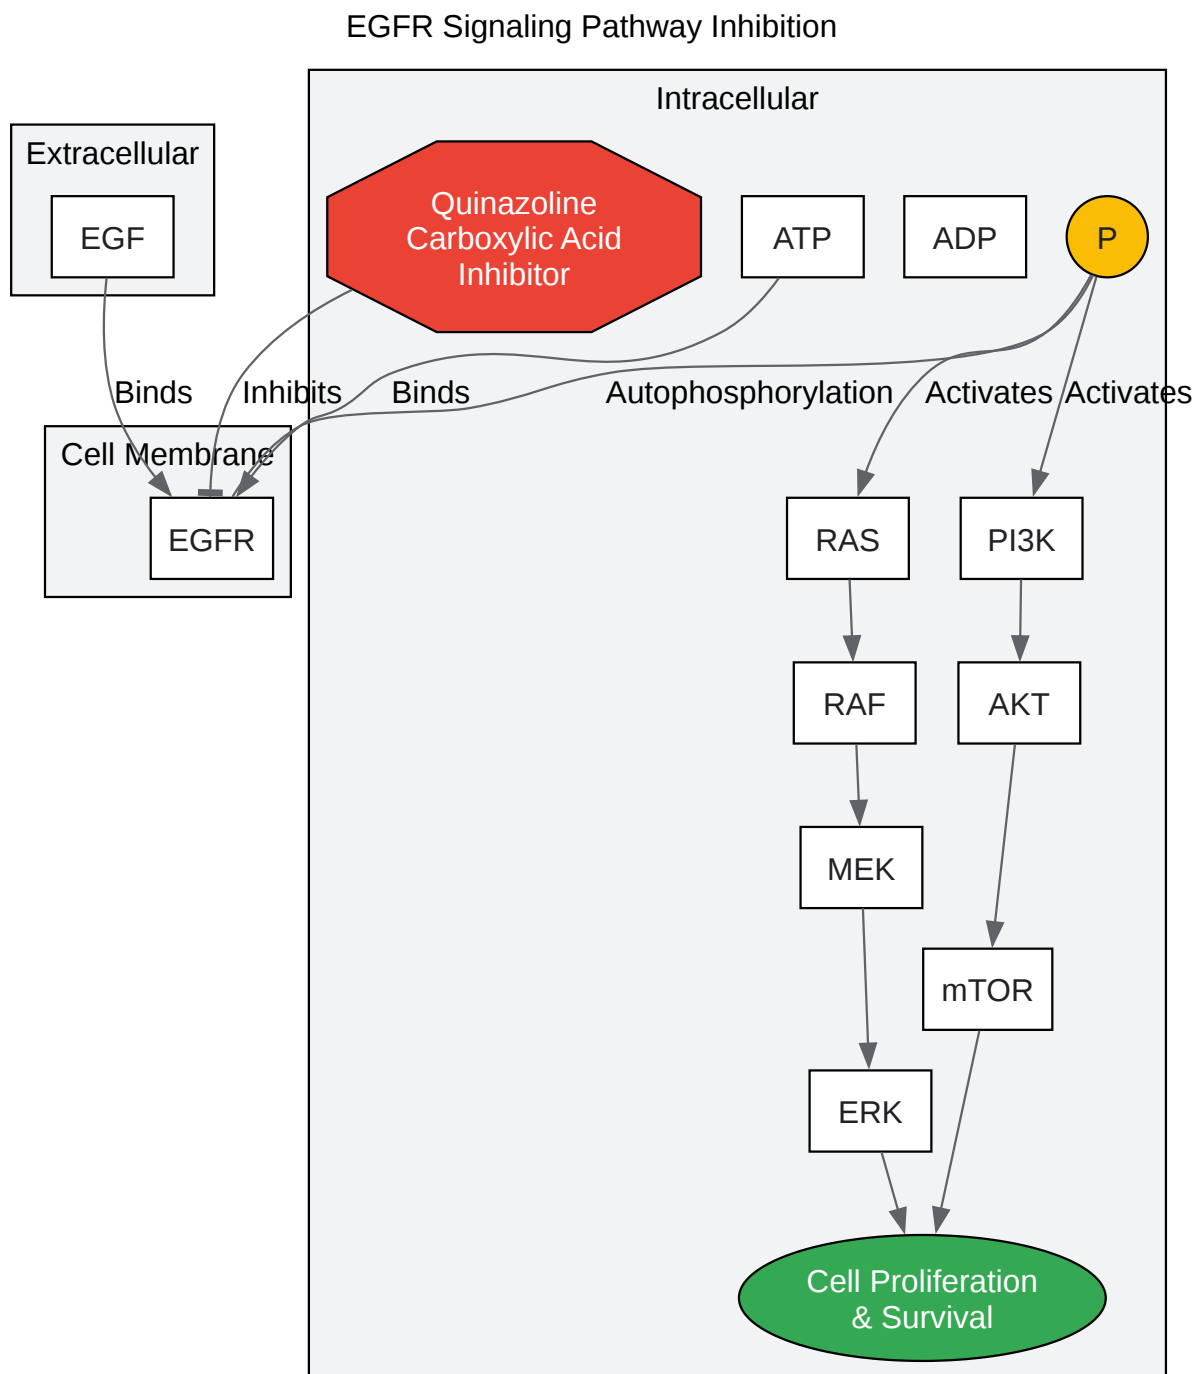 EGFR Signaling Pathway Inhibition
Intracellular
Extracellular
EGF
Quinazoline
Carboxylic Acid
Inhibitor
ATP
ADP
P
Binds
Inhibits
Binds
Autophosphorylation
Activates
Activates
Cell Membrane
EGFR
RAS
PI3K
RAF
AKT
MEK
mTOR
ERK
Cell Proliferation
& Survival